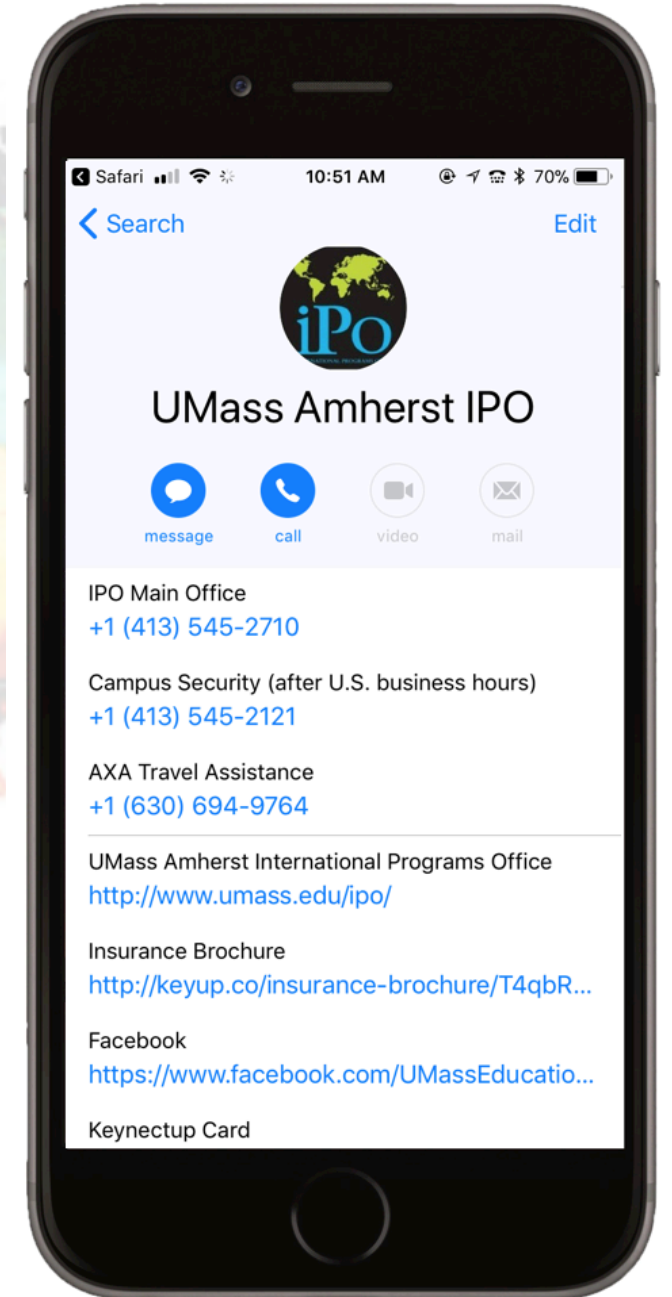 Safari
10:51 AM
70%
Search
Edit
iPo
UMass Amherst IPO
message
call
video
mail
IPO Main Office
+1 (413) 545-2710
Campus Security (after U.S. business hours)
+1 (413) 545-2121
AXA Travel Assistance
+1 (630) 694-9764
UMass Amherst International Programs Office
http://www.umass.edu/ipo/
Insurance Brochure
http://keyup.co/insurance-brochure/T4qbR...
Facebook
https://www.facebook.com/UMassEducatio...
Keynectup Card